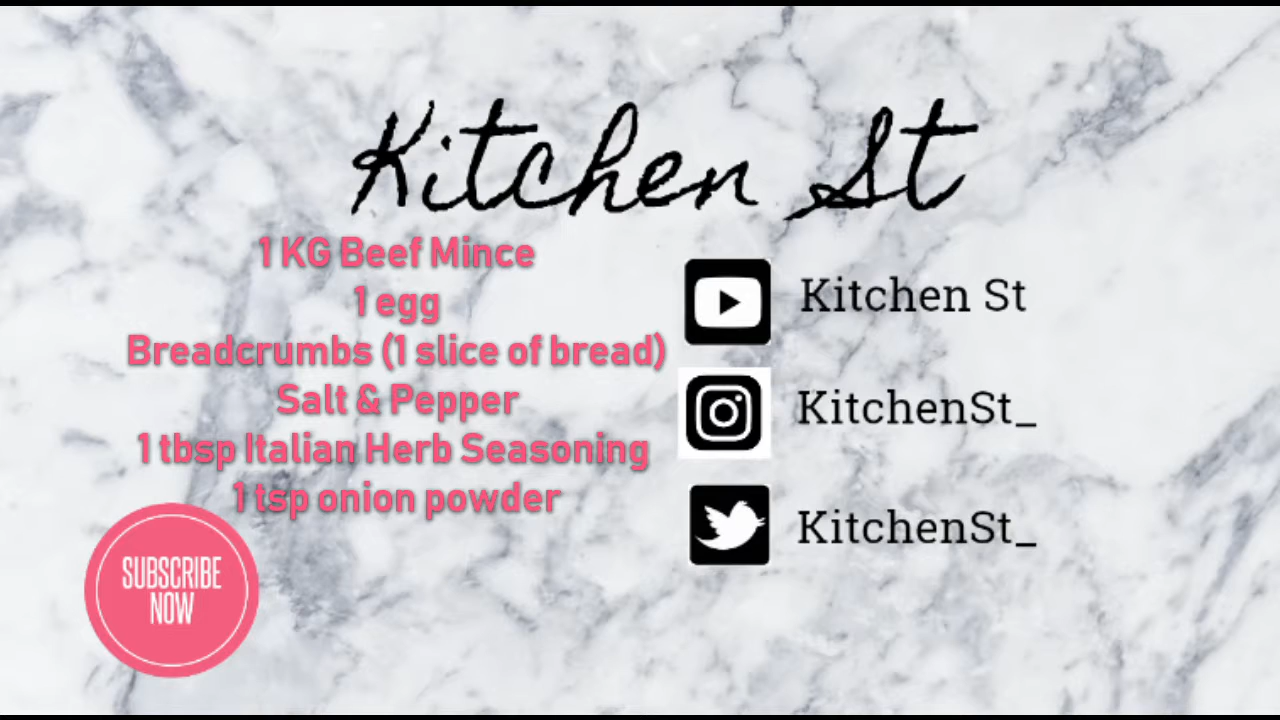 Kitchen St
1 KG Beef Mince
1 egg
Breadcrumbs (1 slice of bread)
Salt & Pepper
1 tbsp Italian Herb Seasoning
1 tsp onion powder
SUBSCRIBE
NOW
Kitchen St
KitchenSt_
KitchenSt_